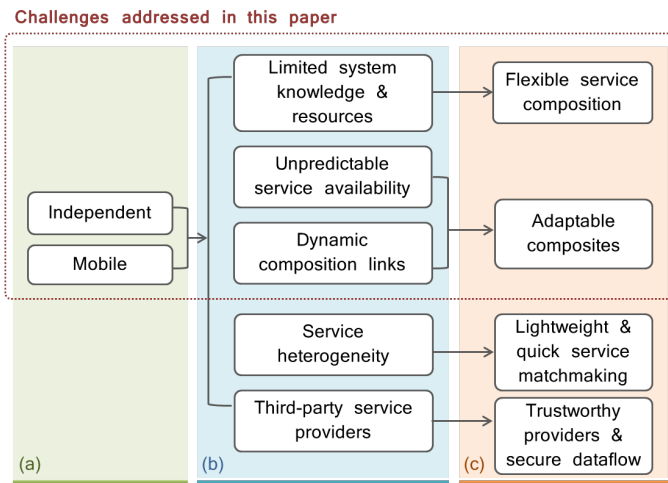 Challenges addressed in this paper
Independent
Mobile
(a)
Limited system
knowledge &
resources
Unpredictable
service availability
Dynamic
composition links
Service
heterogeneity
Third-party service
providers
(b)
Flexible service
composition
Adaptable
composites
Lightweight &
quick service
matchmaking
Trustworthy
providers &
secure dataflow
(c)